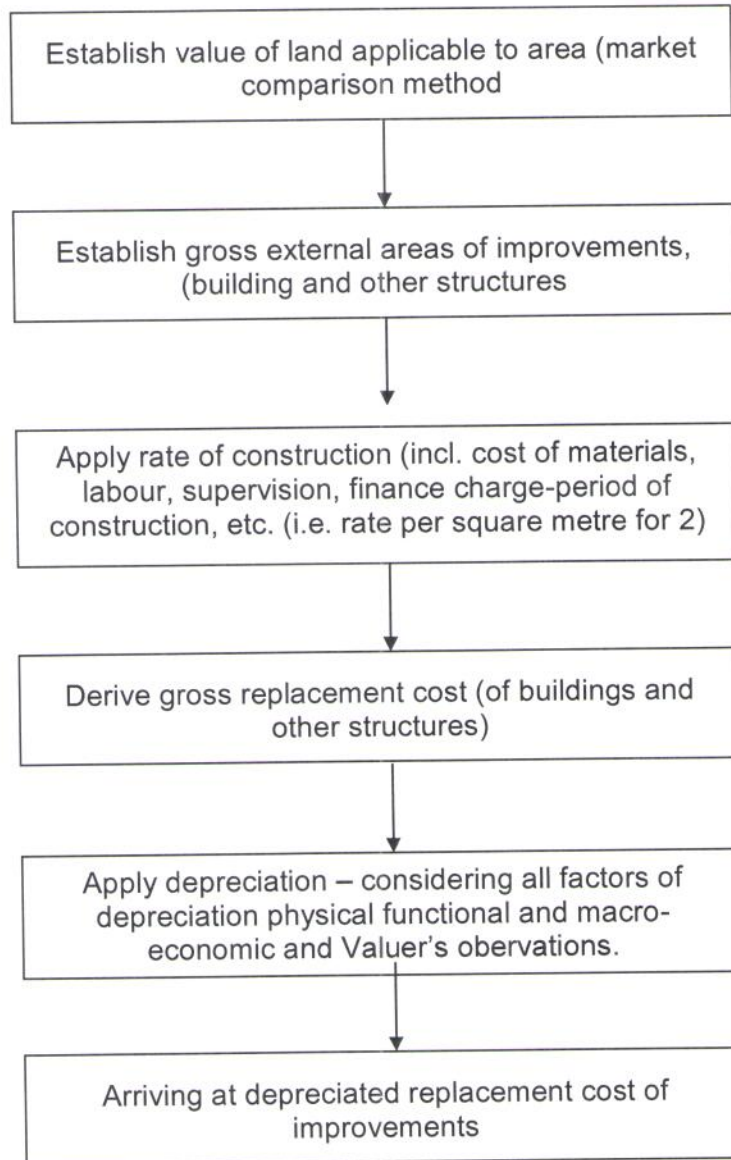 Establish value of land applicable to area (market
comparison method
Establish gross external areas of improvements,
(building and other structures
Apply rate of construction (incl. cost of materials,
labour, supervision, finance charge-period of
construction, etc. (i.e. rate per square metre for 2)
Derive gross replacement cost (of buildings and
other structures)
Apply depreciation – considering all factors of
depreciation physical functional and macro-
economic and Valuer's obervations.
Arriving at depreciated replacement cost of
improvements